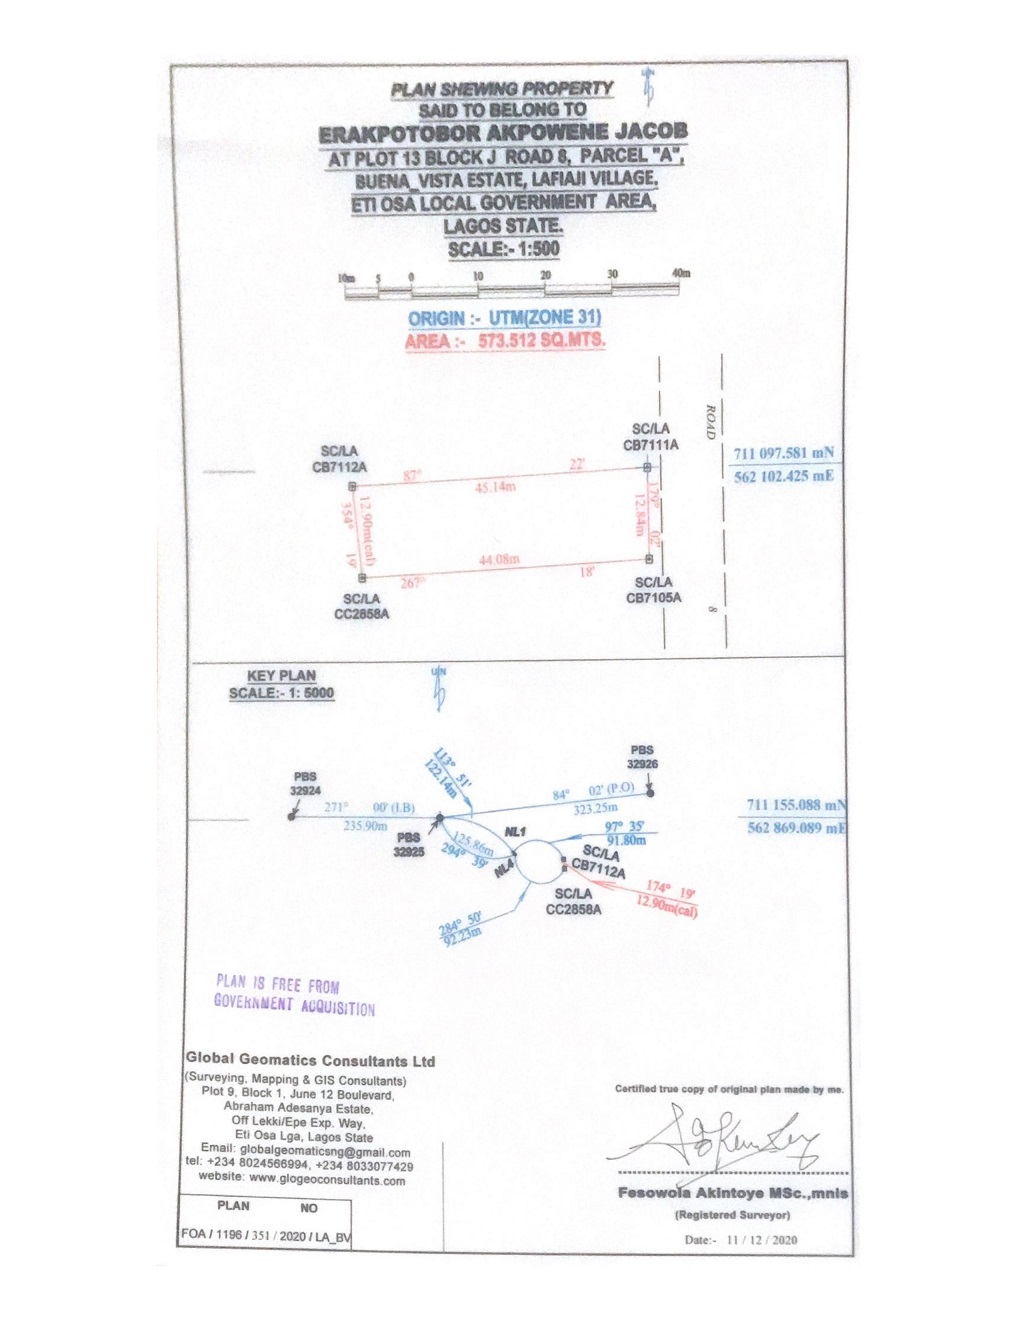 PLAN SHEWING PROPERTY
SAID TO BELONG TO
ERAKPOTOBOR AKPOWENE JACOB
AT PLOT 13 BLOCK J ROAD 8, PARCEL "A",
BUENA_VISTA ESTATE, LAFIAJI VILLAGE,
ETI OSA LOCAL GOVERNMENT AREA,
LAGOS STATE.
SCALE:- 1:500
10m 5 0 10 20 30 40m
ORIGIN :- UTM(ZONE 31)
AREA :- 573.512 SQ.MTS.
ROAD
SC/LA
CB7111A
SC/LA
CB7112A
711 097.581 mN
562 102.425 mE
87° 22'
45.14m
354° 19'
12.90m(cal)
179° 02'
12.84m
44.08m
267° 18'
SC/LA
CC2858A
SC/LA
CB7105A
8
KEY PLAN
SCALE:- 1: 5000
UN
113° 51'
122.14m
PBS
32926
PBS
32924
84° 02' (P.O)
323.25m
271° 00' (I.B)
235.90m
711 155.088 mN
562 869.089 mE
PBS
32925
125.86m
294° 39'
NL1
NL4
97° 35'
91.80m
SC/LA
CB7112A
SC/LA
CC2858A
174° 19'
12.90m(cal)
284° 50'
92.23m
PLAN IS FREE FROM
GOVERNMENT ACQUISITION
Global Geomatics Consultants Ltd
(Surveying, Mapping & GIS Consultants)
Plot 9, Block 1, June 12 Boulevard,
Abraham Adesanya Estate,
Off Lekki/Epe Exp. Way,
Eti Osa Lga, Lagos State
Email: globalgeomaticsng@gmail.com
tel: +234 8024566994, +234 8033077429
website: www.glogeoconsultants.com
PLAN NO
FOA / 1196 / 351 / 2020 / LA_BV
Certified true copy of original plan made by me.
Fesowola Akintoye MSc.,mnis
(Registered Surveyor)
Date:- 11 / 12 / 2020